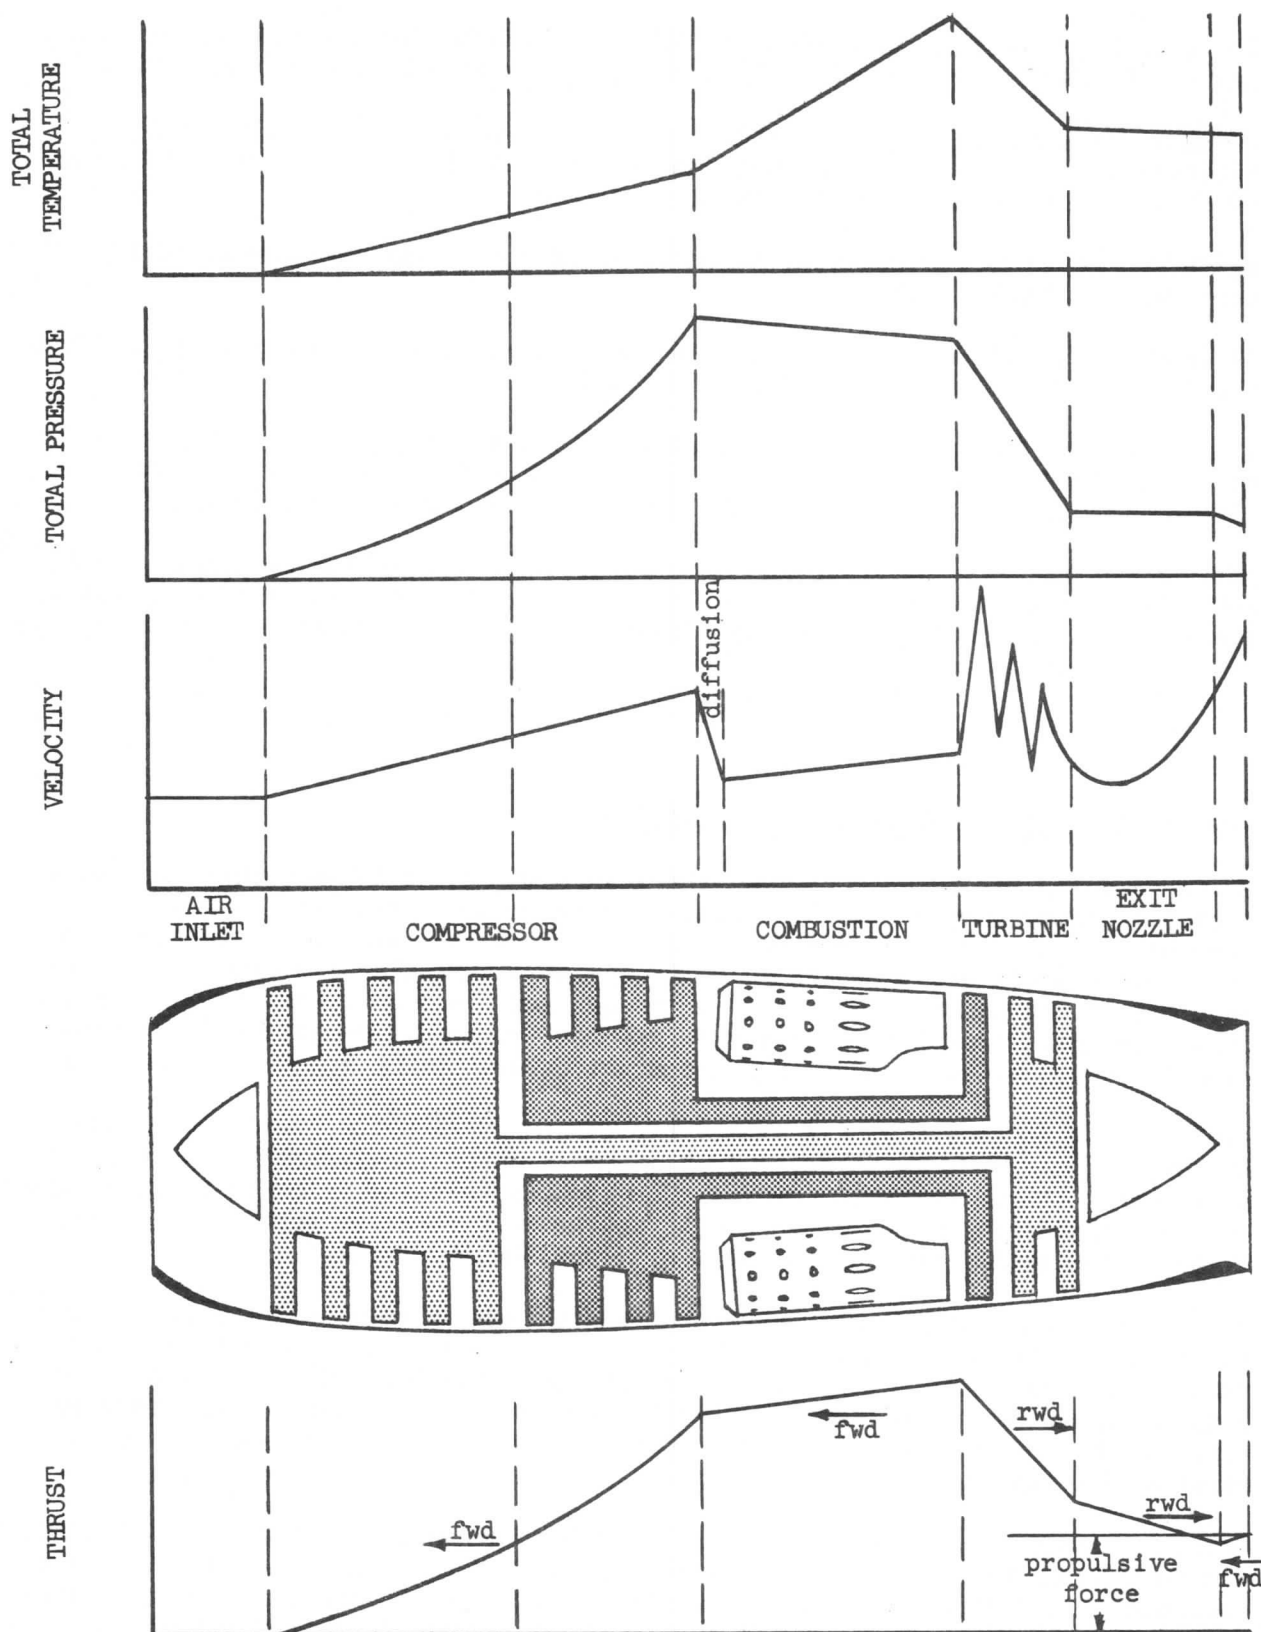 TOTAL
TEMPERATURE
TOTAL PRESSURE
diffusion
VELOCITY
AIR
INLET
COMPRESSOR
COMBUSTION
TURBINE
EXIT
NOZZLE
THRUST
fwd
fwd
rwd
rwd
propulsive
force
fwd